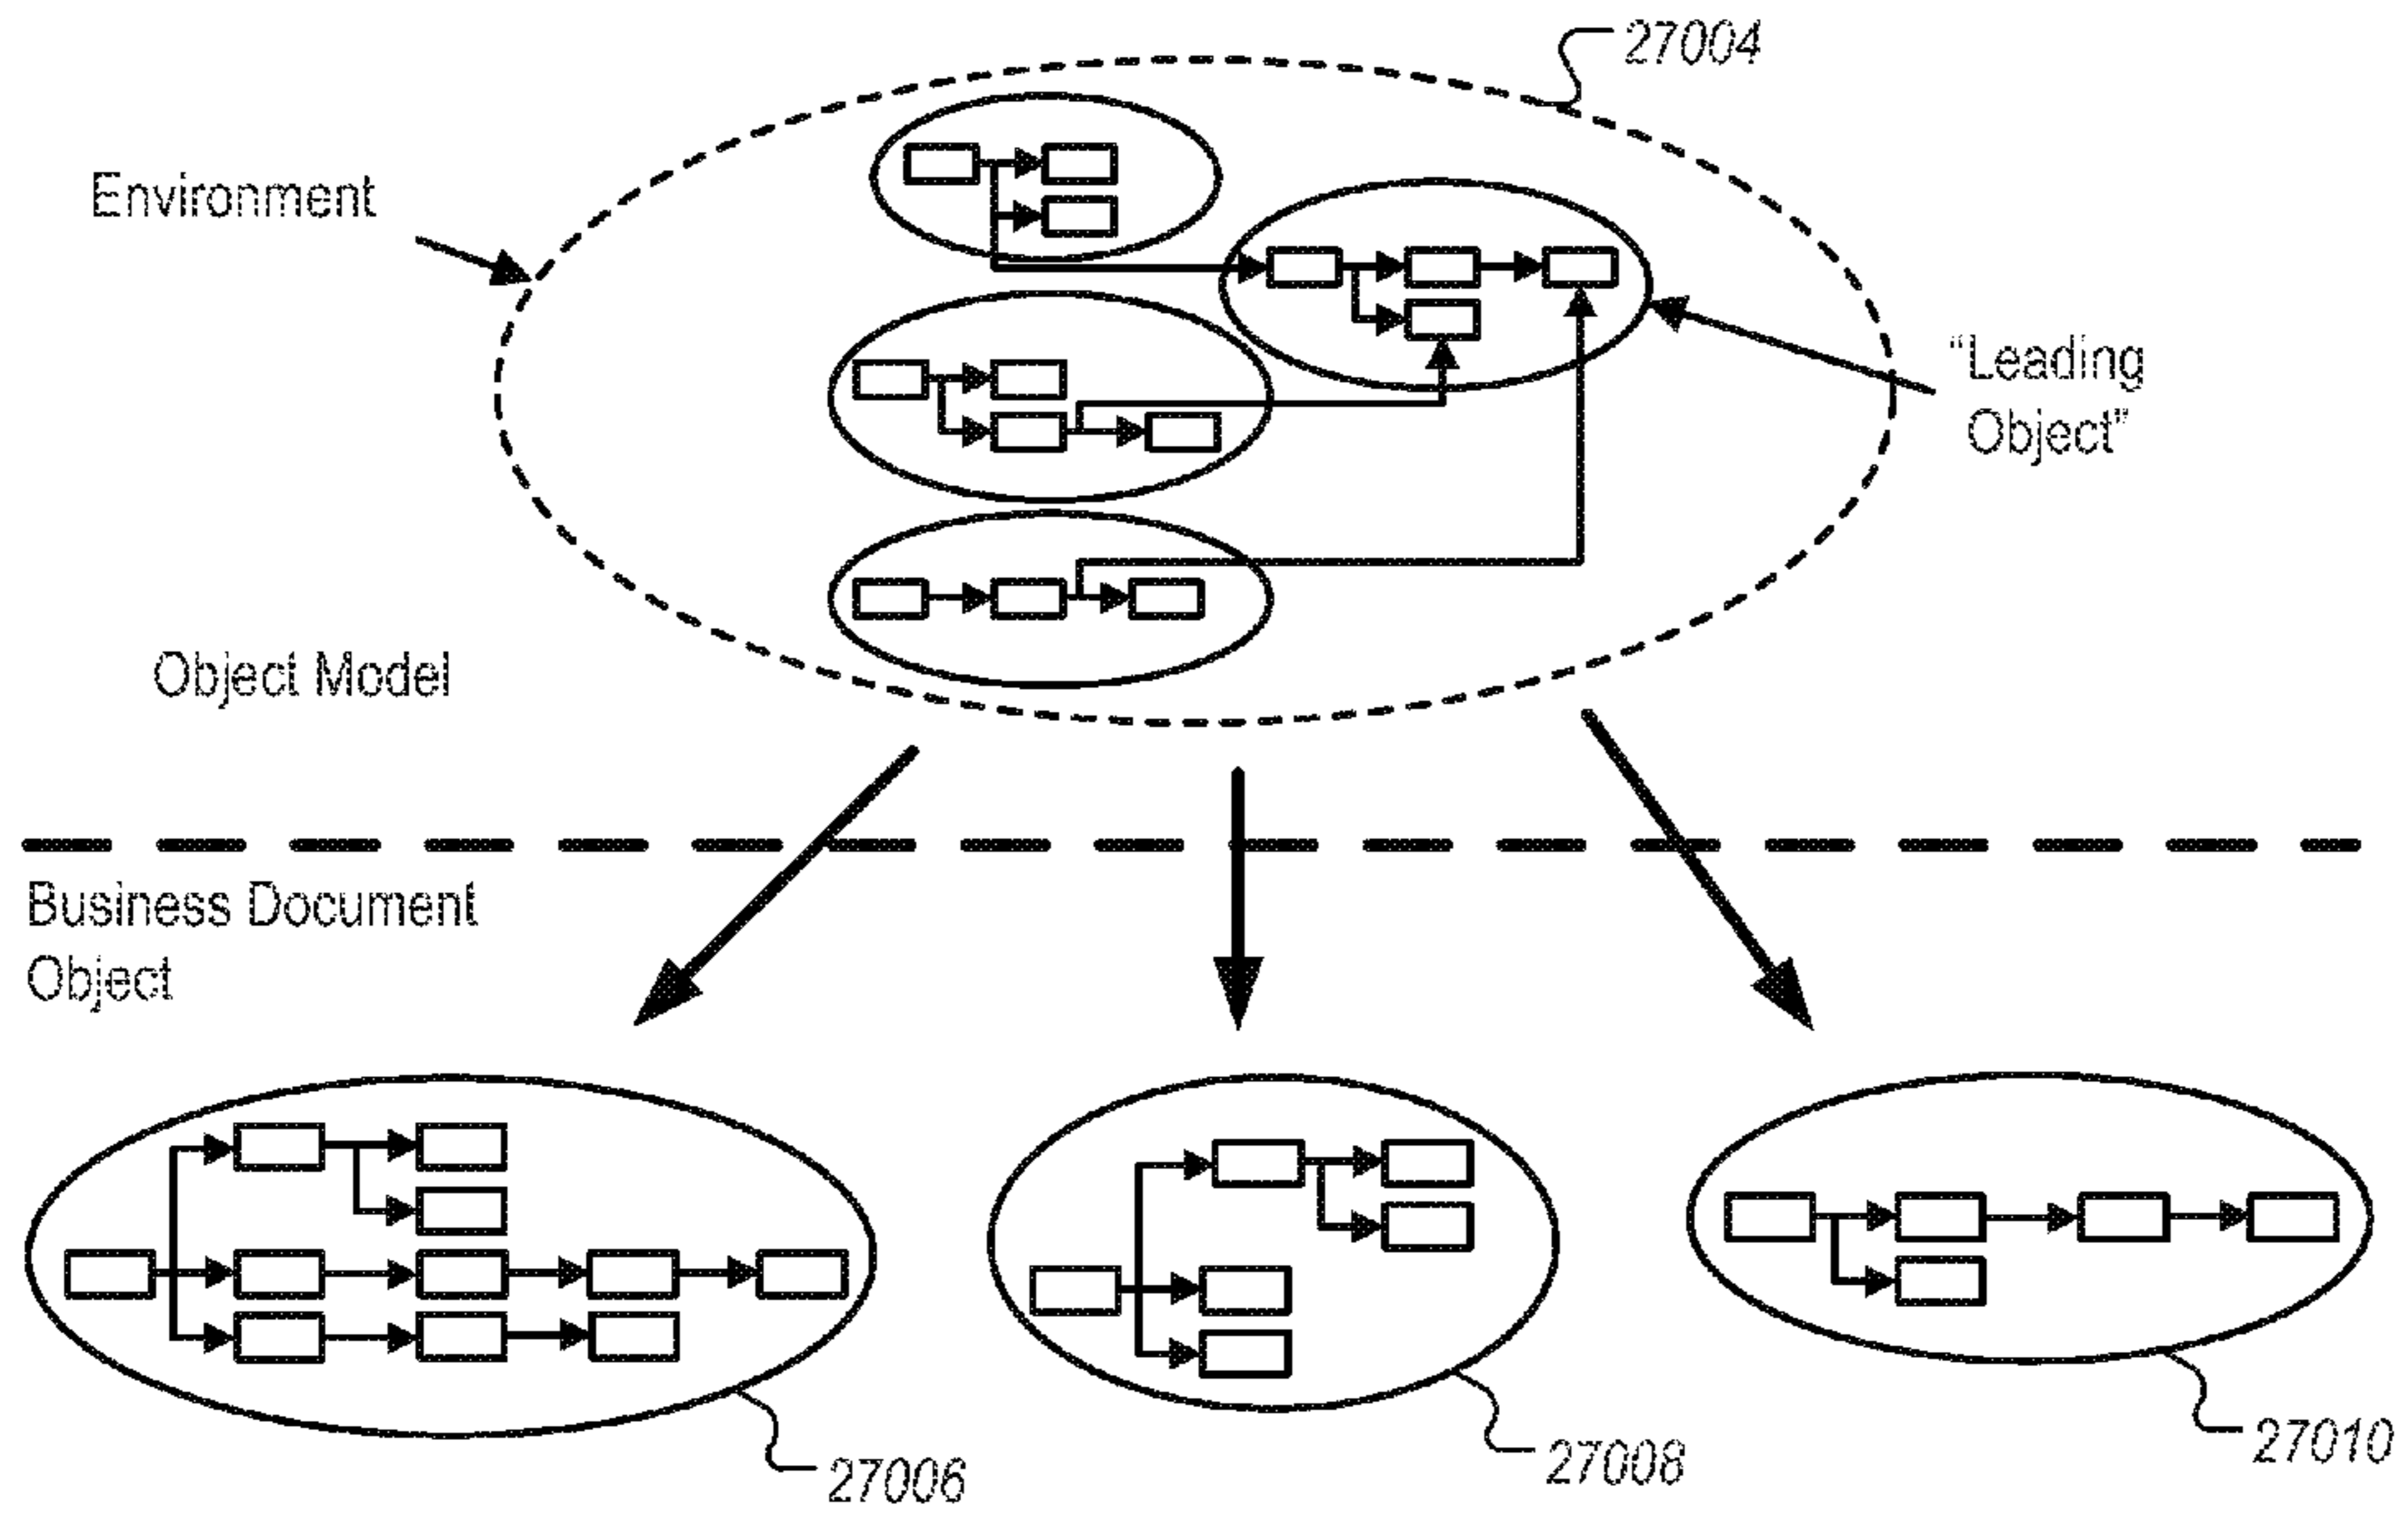 27004
Environment
“Leading
Object”
Object Model
Business Document
Object
27006
27008
27010